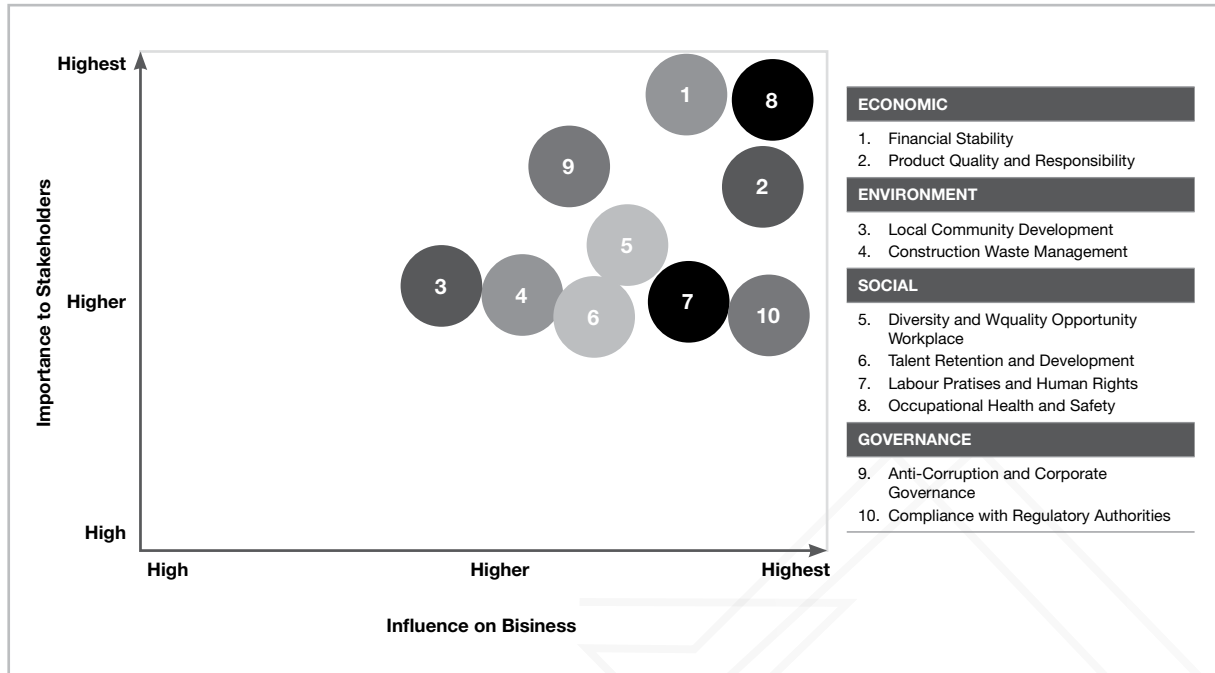 Highest
1
8
9
2
5
3
4
6
7
10
Importance to Stakeholders
Higher
High
High
Higher
Highest
Influence on Bisiness
ECONOMIC
1. Financial Stability
2. Product Quality and Responsibility
ENVIRONMENT
3. Local Community Development
4. Construction Waste Management
SOCIAL
5. Diversity and Wquality Opportunity
Workplace
6. Talent Retention and Development
7. Labour Pratises and Human Rights
8. Occupational Health and Safety
GOVERNANCE
9. Anti-Corruption and Corporate
Governance
10. Compliance with Regulatory Authorities